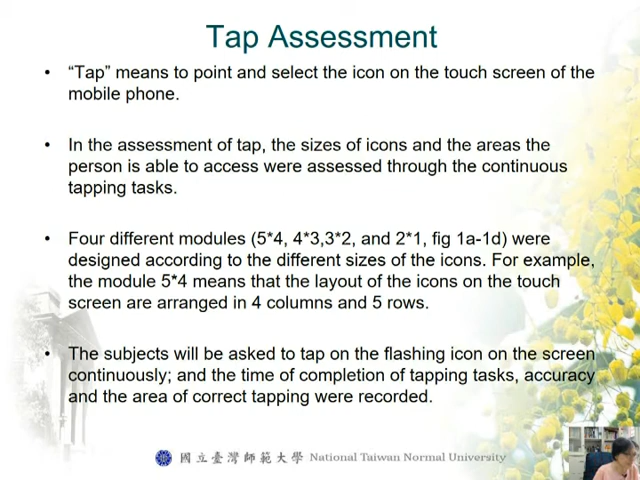 Tap Assessment
• “Tap” means to point and select the icon on the touch screen of the
mobile phone.
• In the assessment of tap, the sizes of icons and the areas the
person is able to access were assessed through the continuous
tapping tasks.
• Four different modules (5*4, 4*3,3*2, and 2*1, fig 1a-1d) were
designed according to the different sizes of the icons. For example,
the module 5*4 means that the layout of the icons on the touch
screen are arranged in 4 columns and 5 rows.
• The subjects will be asked to tap on the flashing icon on the screen
continuously; and the time of completion of tapping tasks, accuracy
and the area of correct tapping were recorded.
國立臺灣師範大學 National Taiwan Normal University